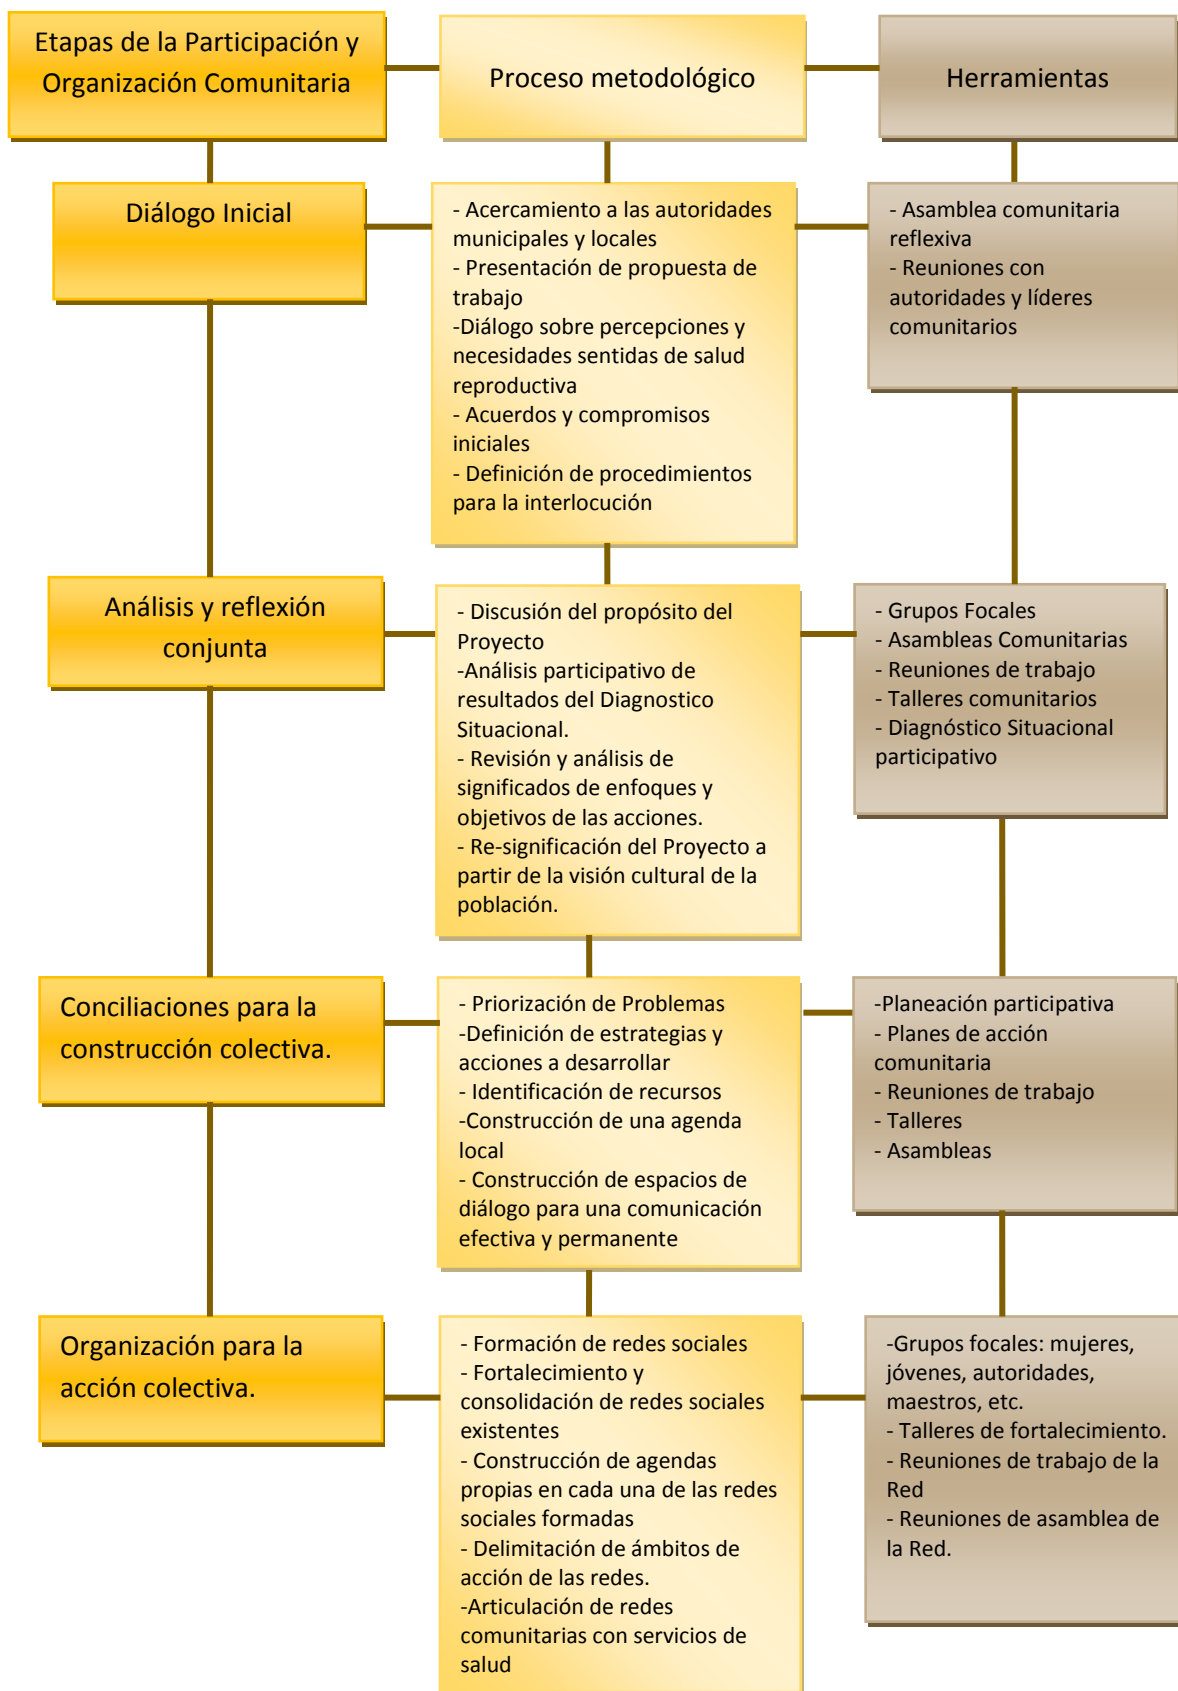 Etapas de la Participación y
Organización Comunitaria
Proceso metodológico
Herramientas
Diálogo Inicial
- Acercamiento a las autoridades
municipales y locales
- Presentación de propuesta de
trabajo
-Diálogo sobre percepciones y
necesidades sentidas de salud
reproductiva
- Acuerdos y compromisos
iniciales
- Definición de procedimientos
para la interlocución
- Asamblea comunitaria
reflexiva
- Reuniones con
autoridades y líderes
comunitarios
Análisis y reflexión
conjunta
- Discusión del propósito del
Proyecto
-Análisis participativo de
resultados del Diagnostico
Situacional.
- Revisión y análisis de
significados de enfoques y
objetivos de las acciones.
- Re-significación del Proyecto a
partir de la visión cultural de la
población.
- Grupos Focales
- Asambleas Comunitarias
- Reuniones de trabajo
- Talleres comunitarios
- Diagnóstico Situacional
participativo
Conciliaciones para la
construcción colectiva.
- Priorización de Problemas
-Definición de estrategias y
acciones a desarrollar
- Identificación de recursos
-Construcción de una agenda
local
- Construcción de espacios de
diálogo para una comunicación
efectiva y permanente
-Planeación participativa
- Planes de acción
comunitaria
- Reuniones de trabajo
- Talleres
- Asambleas
Organización para la
acción colectiva.
- Formación de redes sociales
- Fortalecimiento y
consolidación de redes sociales
existentes
- Construcción de agendas
propias en cada una de las redes
sociales formadas
- Delimitación de ámbitos de
acción de las redes.
-Articulación de redes
comunitarias con servicios de
salud
-Grupos focales: mujeres,
jóvenes, autoridades,
maestros, etc.
- Talleres de fortalecimiento.
- Reuniones de trabajo de la
Red
- Reuniones de asamblea de
la Red.